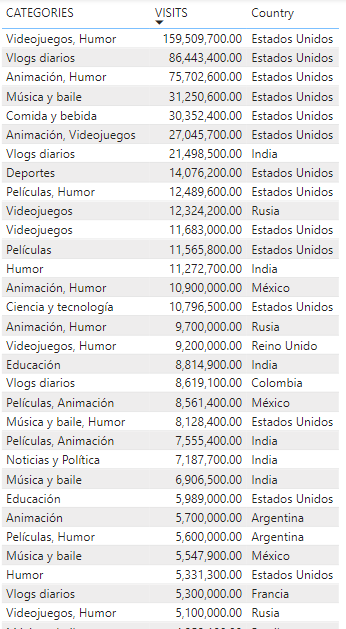 CATEGORIES VISITS Country
Videojuegos, Humor 159,509,700.00 Estados Unidos
Vlogs diarios 86,443,400.00 Estados Unidos
Animación, Humor 75,702,600.00 Estados Unidos
Música y baile 31,250,600.00 Estados Unidos
Comida y bebida 30,352,400.00 Estados Unidos
Animación, Videojuegos 27,045,700.00 Estados Unidos
Vlogs diarios 21,498,500.00 India
Deportes 14,076,200.00 Estados Unidos
Películas, Humor 12,489,600.00 Estados Unidos
Videojuegos 12,324,200.00 Rusia
Videojuegos 11,683,000.00 Estados Unidos
Películas 11,565,800.00 Estados Unidos
Humor 11,272,700.00 India
Animación, Humor 10,900,000.00 México
Ciencia y tecnología 10,796,500.00 Estados Unidos
Animación, Humor 9,700,000.00 Rusia
Videojuegos, Humor 9,200,000.00 Reino Unido
Educación 8,814,900.00 India
Vlogs diarios 8,619,100.00 Colombia
Películas, Animación 8,561,400.00 México
Música y baile, Humor 8,128,400.00 Estados Unidos
Películas, Animación 7,555,400.00 India
Noticias y Política 7,187,700.00 India
Música y baile 6,906,500.00 India
Educación 5,989,000.00 Estados Unidos
Animación 5,700,000.00 Argentina
Películas, Humor 5,600,000.00 Argentina
Música y baile 5,547,900.00 México
Humor 5,331,300.00 Estados Unidos
Vlogs diarios 5,300,000.00 Francia
Videojuegos, Humor 5,100,000.00 Rusia